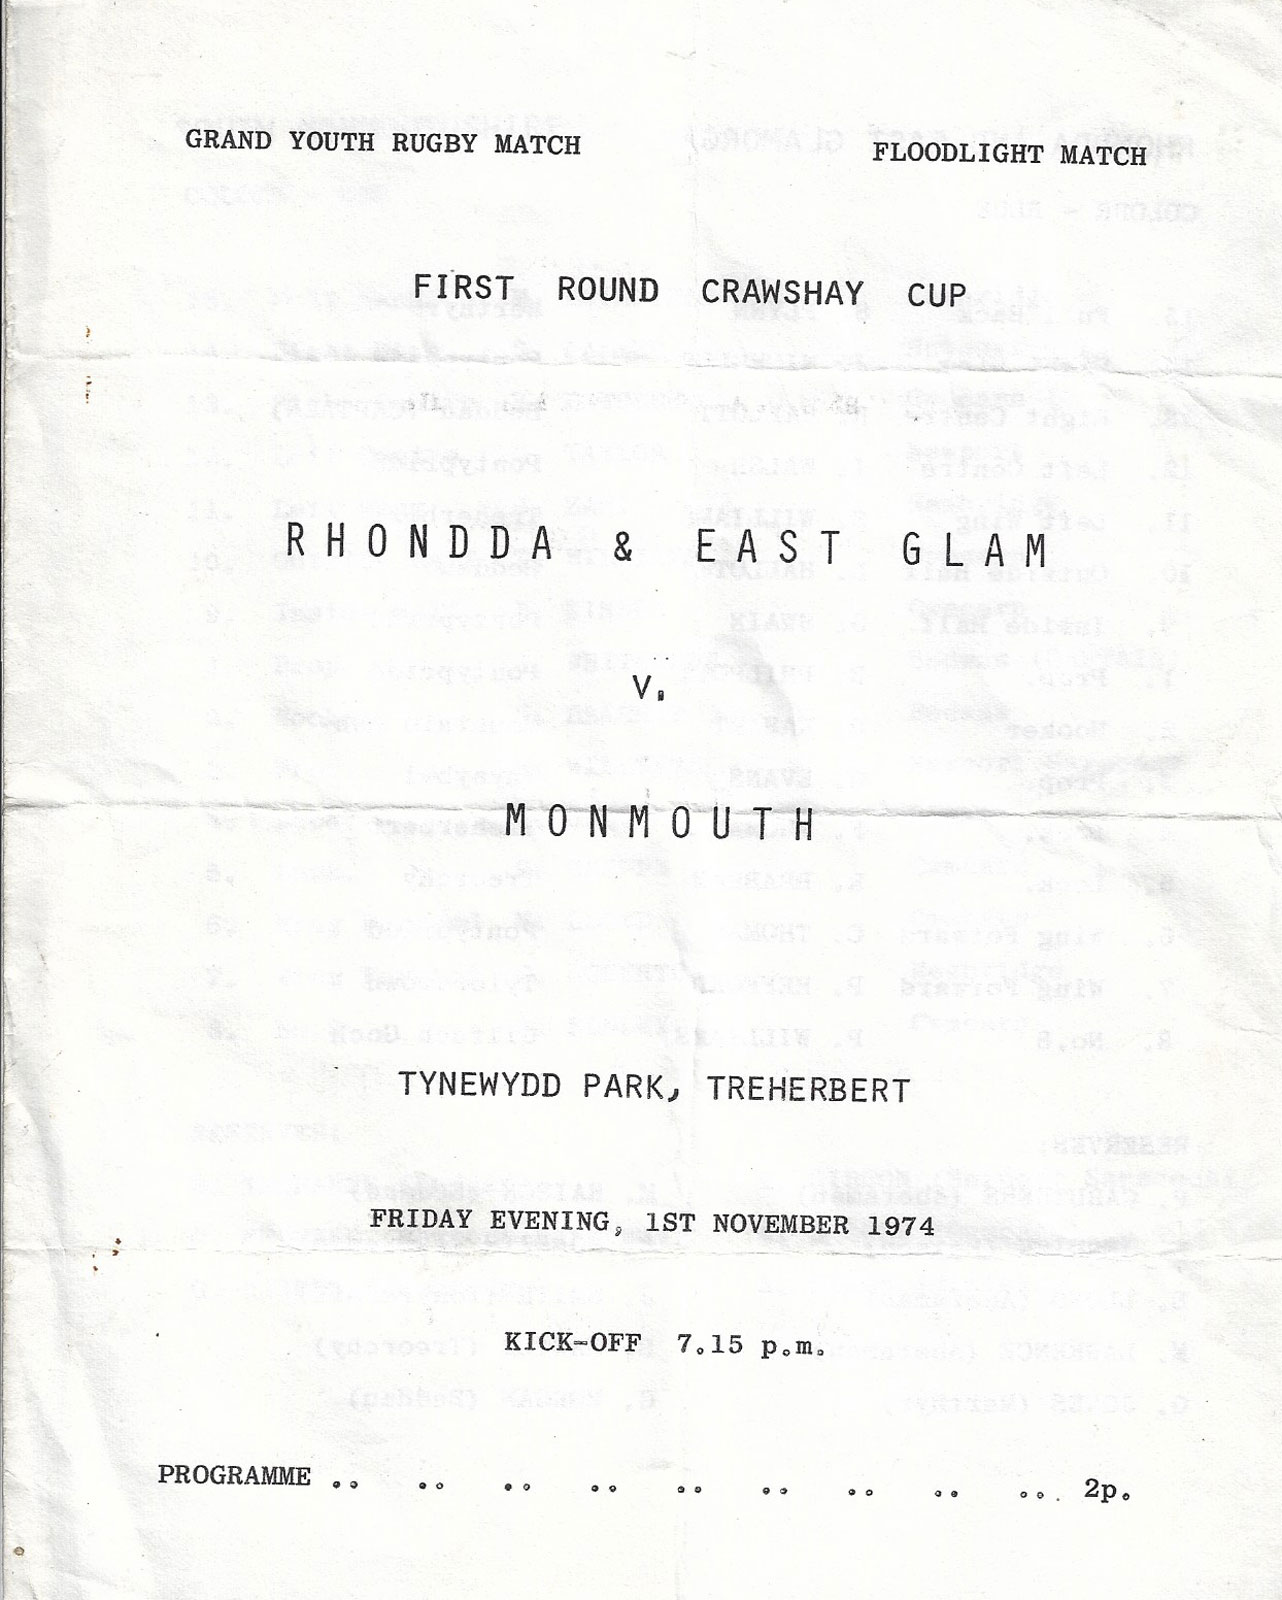 GRAND YOUTH RUGBY MATCH FLOODLIGHT MATCH
FIRST ROUND CRAWSHAY CUP
RHONDDA & EAST GLAM
v.
MONMOUTH
TYNEWYDD PARK, TREHERBERT
FRIDAY EVENING, 1ST NOVEMBER 1974
KICK-OFF 7.15 p.m.
PROGRAMME .. .. .. .. .. .. .. .. ... 2p.